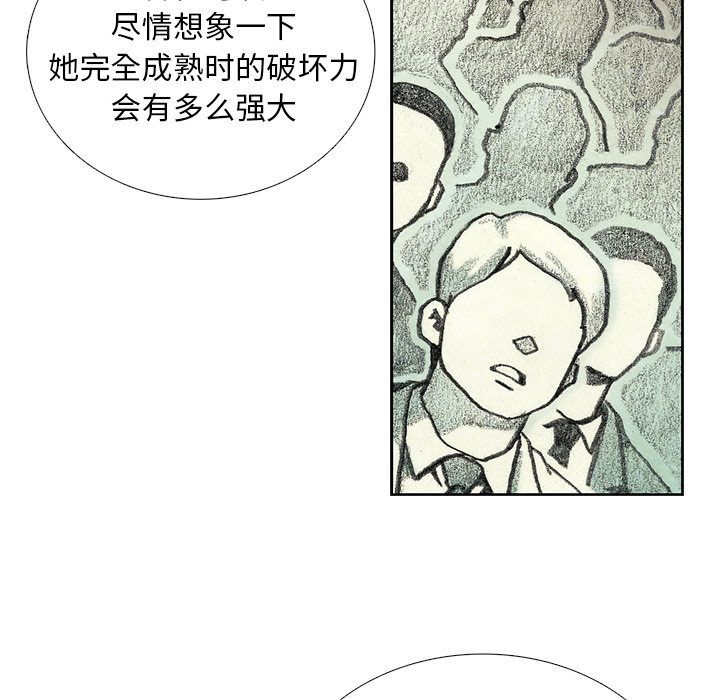 尽情想象一下
她完全成熟时的破坏力
会有多么强大